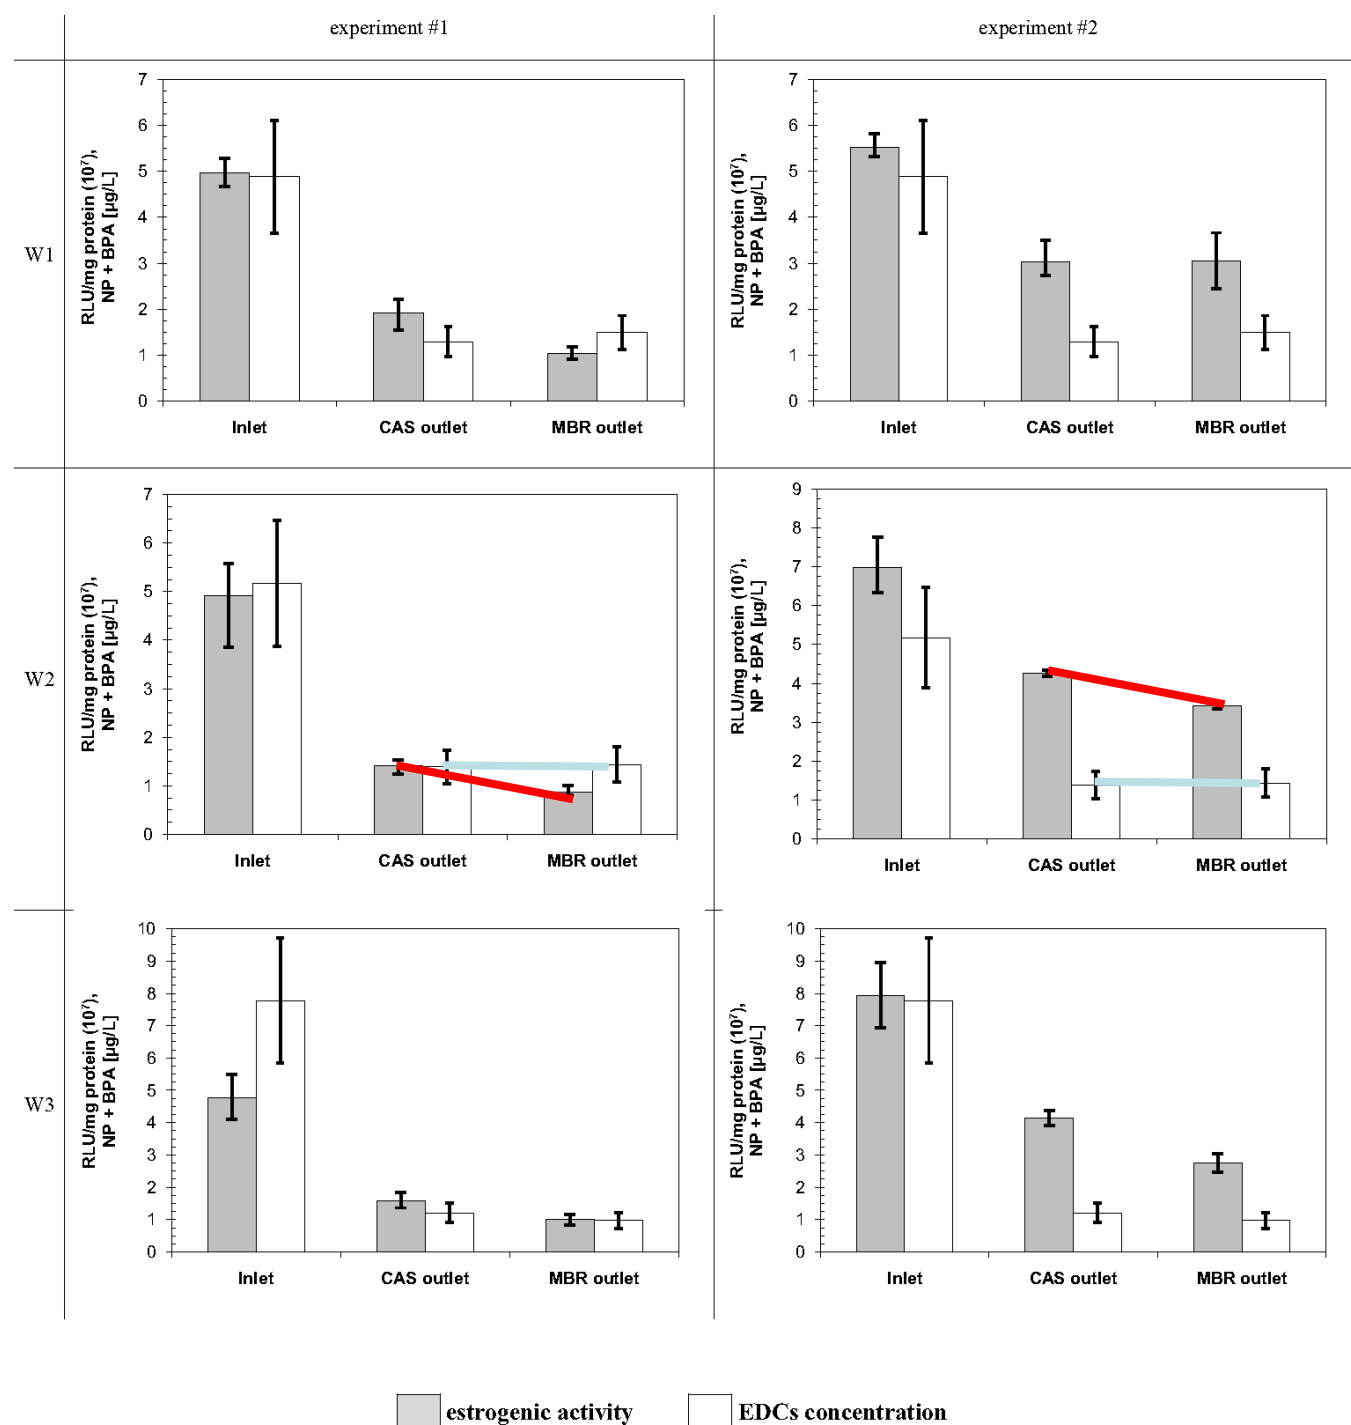 experiment #1
experiment #2
W1
RLU/mg protein (10⁷),
NP + BPA [µg/L]
7
6
5
4
3
2
1
0
Inlet
CAS outlet
MBR outlet
RLU/mg protein (10⁷),
NP + BPA [µg/L]
7
6
5
4
3
2
1
0
Inlet
CAS outlet
MBR outlet
W2
RLU/mg protein (10⁷),
NP + BPA [µg/L]
7
6
5
4
3
2
1
0
Inlet
CAS outlet
MBR outlet
RLU/mg protein (10⁷),
NP + BPA [µg/L]
9
8
7
6
5
4
3
2
1
0
Inlet
CAS outlet
MBR outlet
W3
RLU/mg protein (10⁷),
NP + BPA [µg/L]
10
9
8
7
6
5
4
3
2
1
0
Inlet
CAS outlet
MBR outlet
RLU/mg protein (10⁷),
NP + BPA [µg/L]
10
9
8
7
6
5
4
3
2
1
0
Inlet
CAS outlet
MBR outlet
estrogenic activity
EDCs concentration